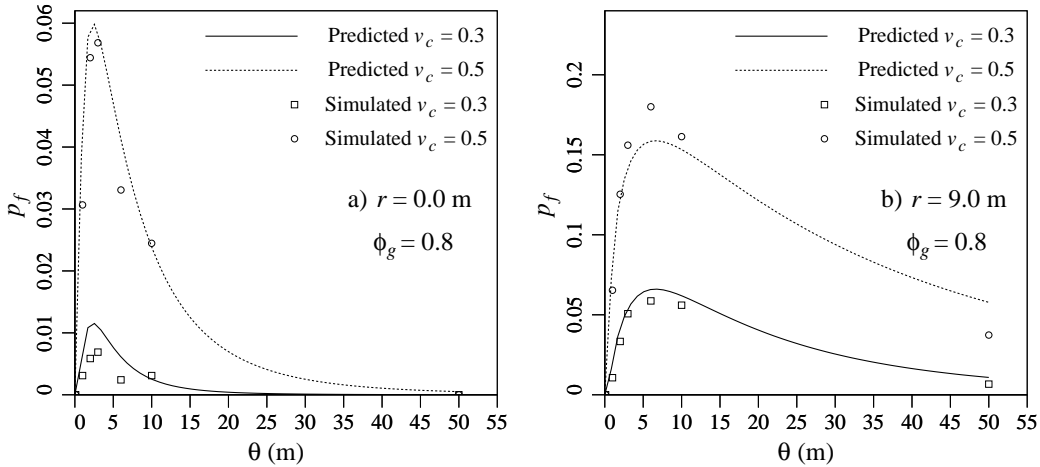 Predicted v_c = 0.3
Predicted v_c = 0.5
Simulated v_c = 0.3
Simulated v_c = 0.5
a) r = 0.0 m
ϕ_g = 0.8
p_f
0 0.01 0.02 0.03 0.04 0.05 0.06
0 5 10 15 20 25 30 35 40 45 50 55
θ (m)
Predicted v_c = 0.3
Predicted v_c = 0.5
Simulated v_c = 0.3
Simulated v_c = 0.5
b) r = 9.0 m
ϕ_g = 0.8
p_f
0 0.05 0.1 0.15 0.2
0 5 10 15 20 25 30 35 40 45 50 55
θ (m)